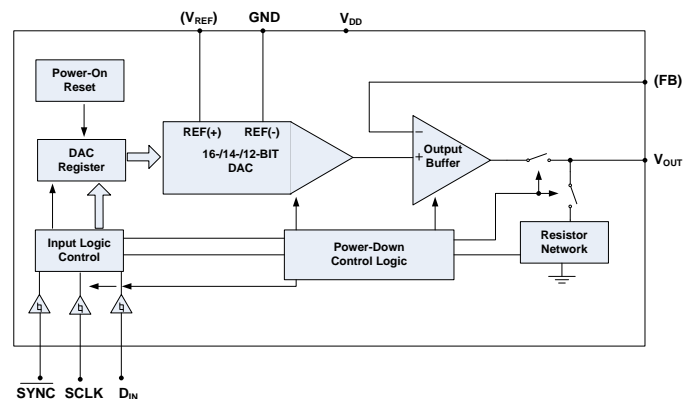 (VREF) GND VDD
Power-On
Reset
(FB)
REF(+) REF(-)
16-/14-/12-BIT
DAC
DAC
Register
−
+
Output
Buffer
VOUT
Input Logic
Control
Power-Down
Control Logic
Resistor
Network
SYNC SCLK DIN